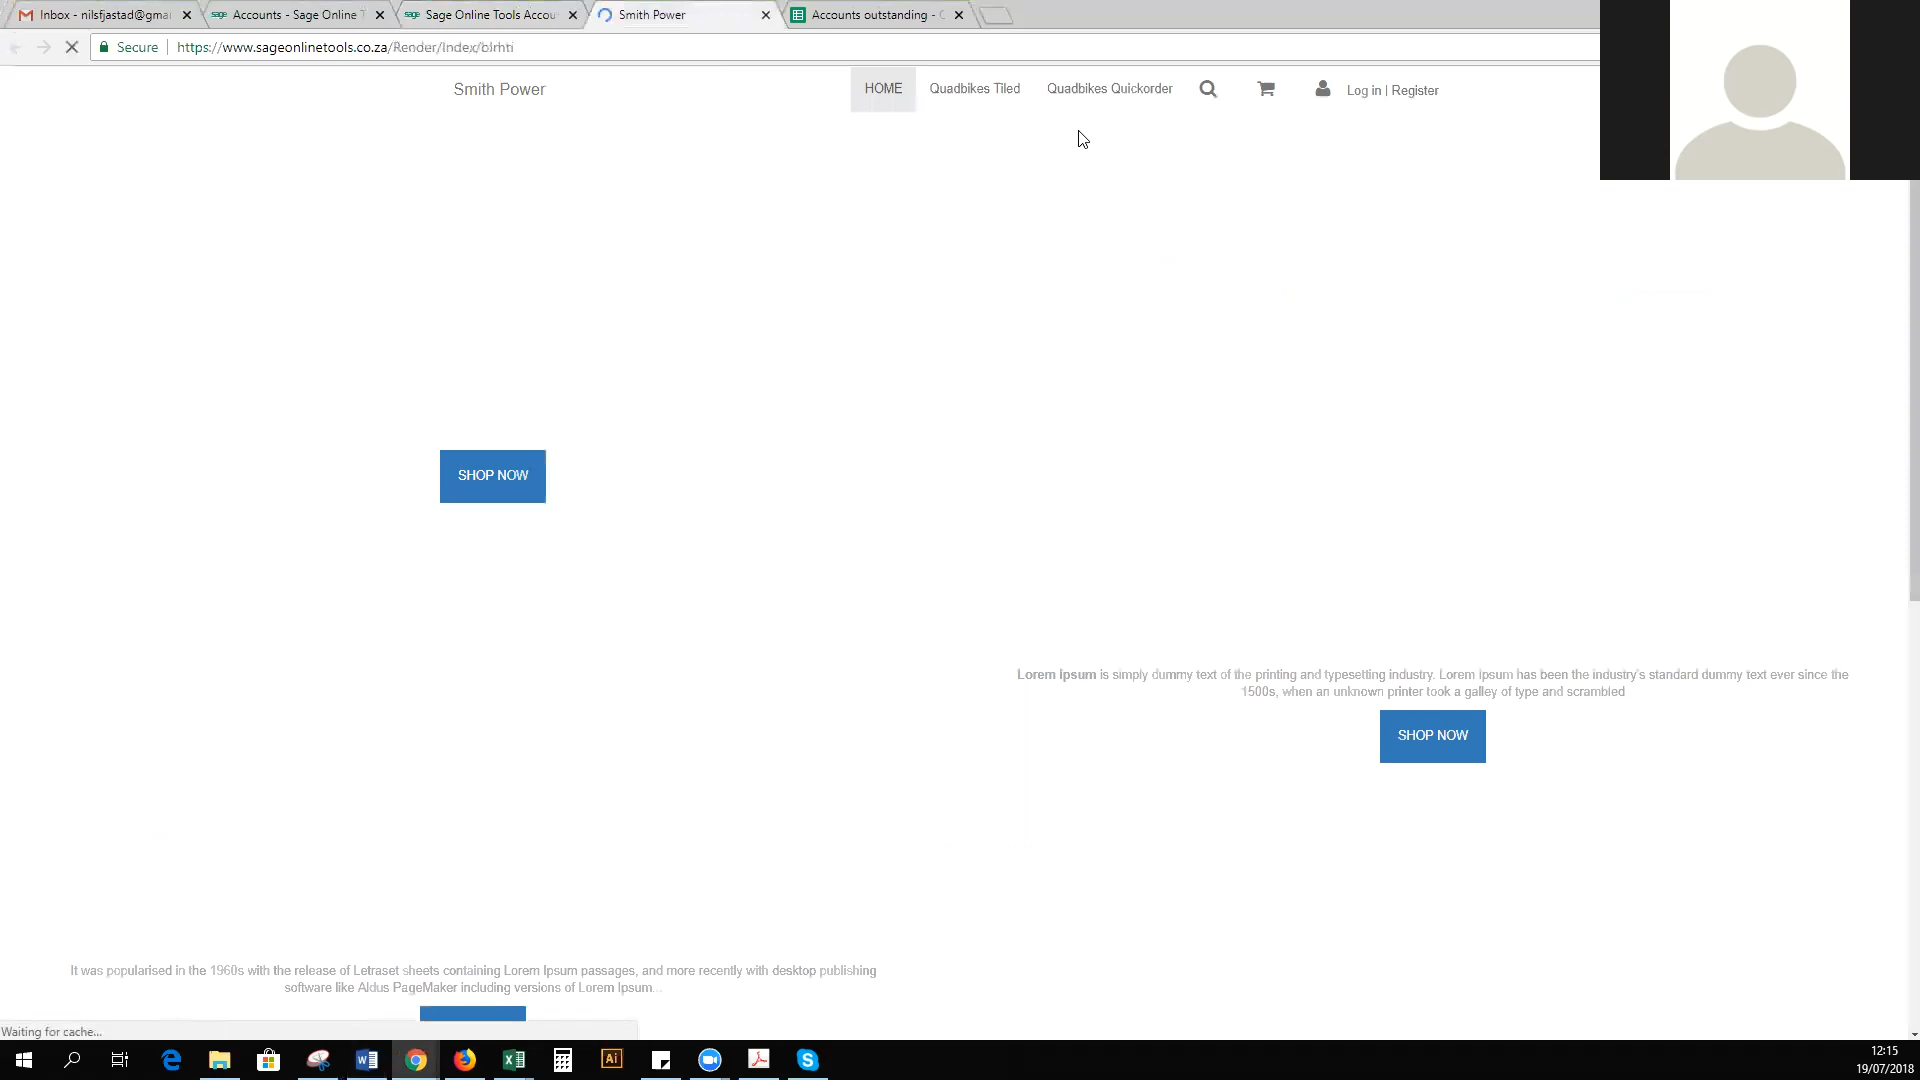 Inbox - nilsfjastad@gmai
Accounts - Sage Online T
Sage Online Tools Accou
Smith Power
Accounts outstanding -
Secure
https://www.sageonlinetools.co.za/Render/Index/blrhti
Smith Power
HOME
Quadbikes Tiled
Quadbikes Quickorder
Log in | Register
SHOP NOW
Lorem Ipsum is simply dummy text of the printing and typesetting industry. Lorem Ipsum has been the industry's standard dummy text ever since the
1500s, when an unknown printer took a galley of type and scrambled
SHOP NOW
It was popularised in the 1960s with the release of Letraset sheets containing Lorem Ipsum passages, and more recently with desktop publishing
software like Aldus PageMaker including versions of Lorem Ipsum...
Waiting for cache...
Ai
12:15
19/07/2018